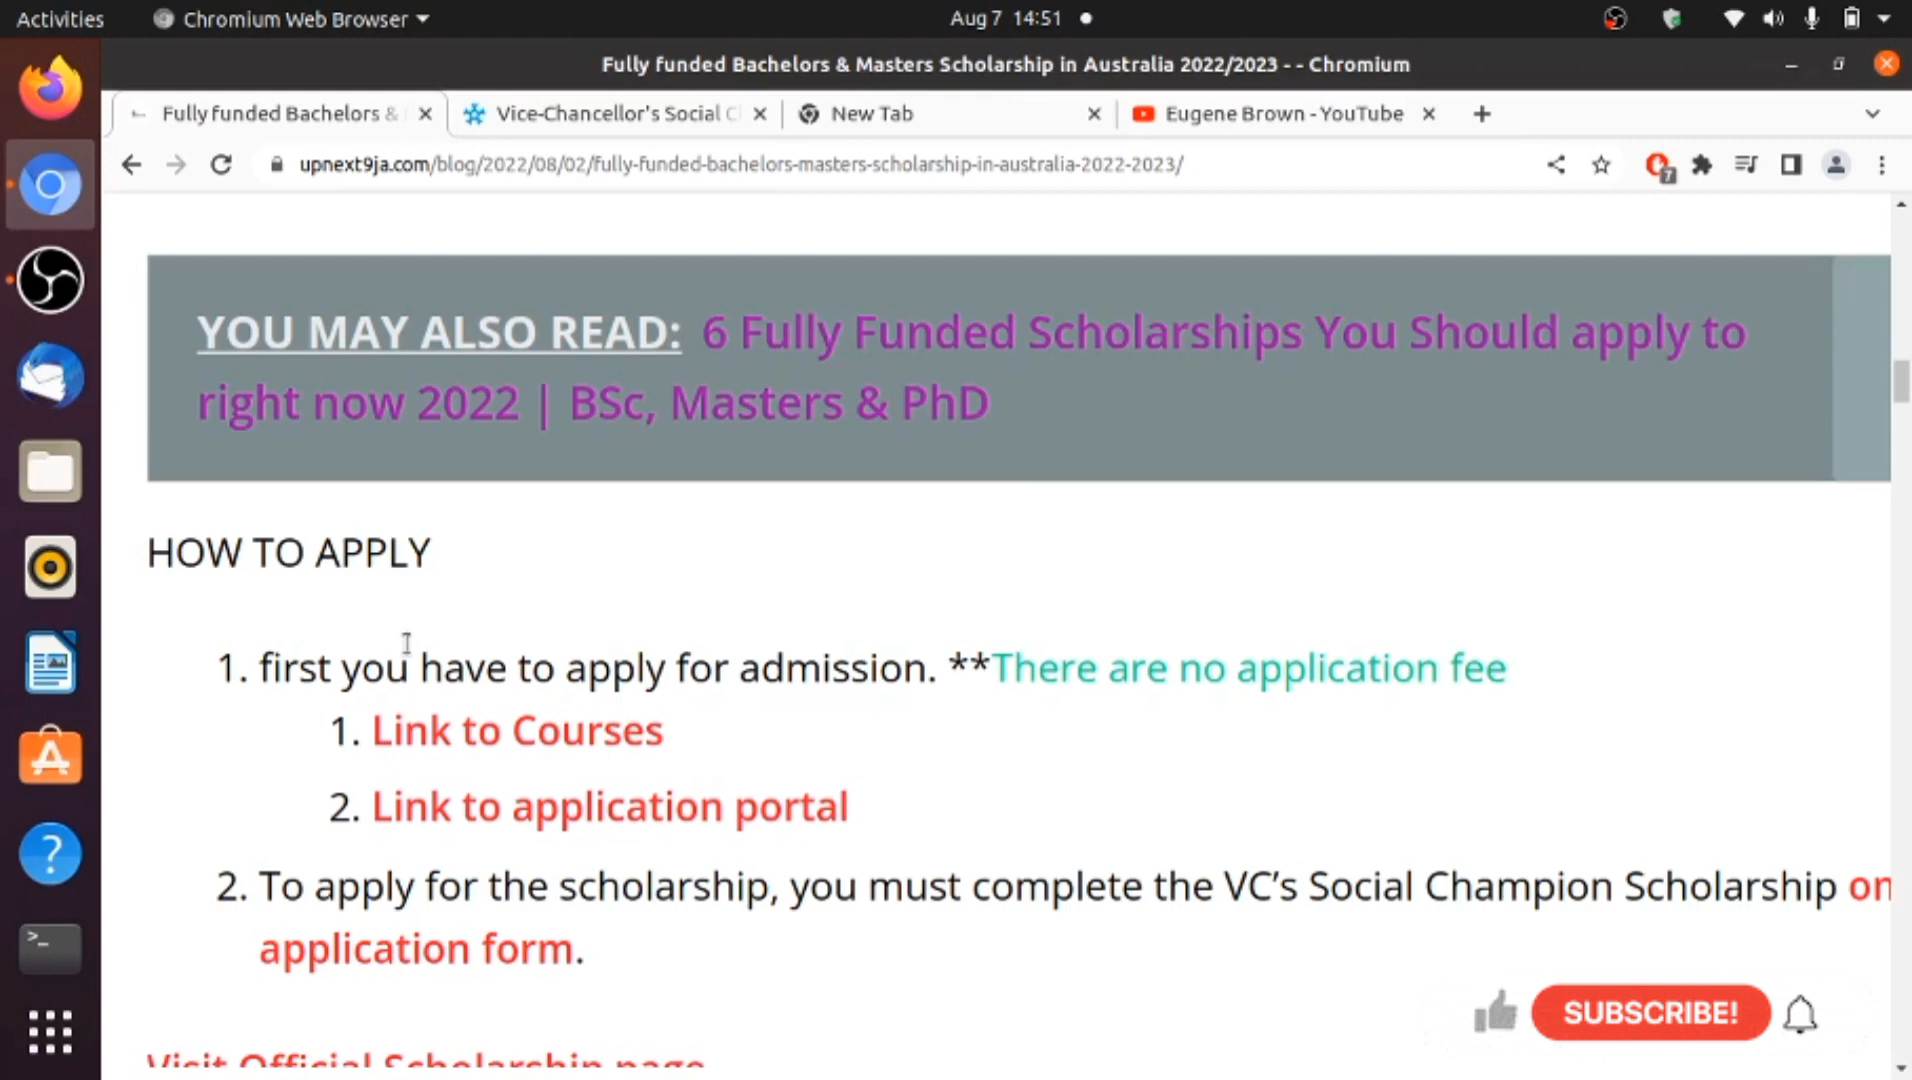 Activities
Chromium Web Browser
Aug 7 14:51
Fully funded Bachelors & Masters Scholarship in Australia 2022/2023 - - Chromium
Fully funded Bachelors &
Vice-Chancellor's Social C
New Tab
Eugene Brown - YouTube
upnext9ja.com/blog/2022/08/02/fully-funded-bachelors-masters-scholarship-in-australia-2022-2023/
7
YOU MAY ALSO READ: 6 Fully Funded Scholarships You Should apply to
right now 2022 | BSc, Masters & PhD
HOW TO APPLY
1. first you have to apply for admission. **There are no application fee
1. Link to Courses
2. Link to application portal
2. To apply for the scholarship, you must complete the VC's Social Champion Scholarship on
application form.
SUBSCRIBE!
Visit Official Scholarship page